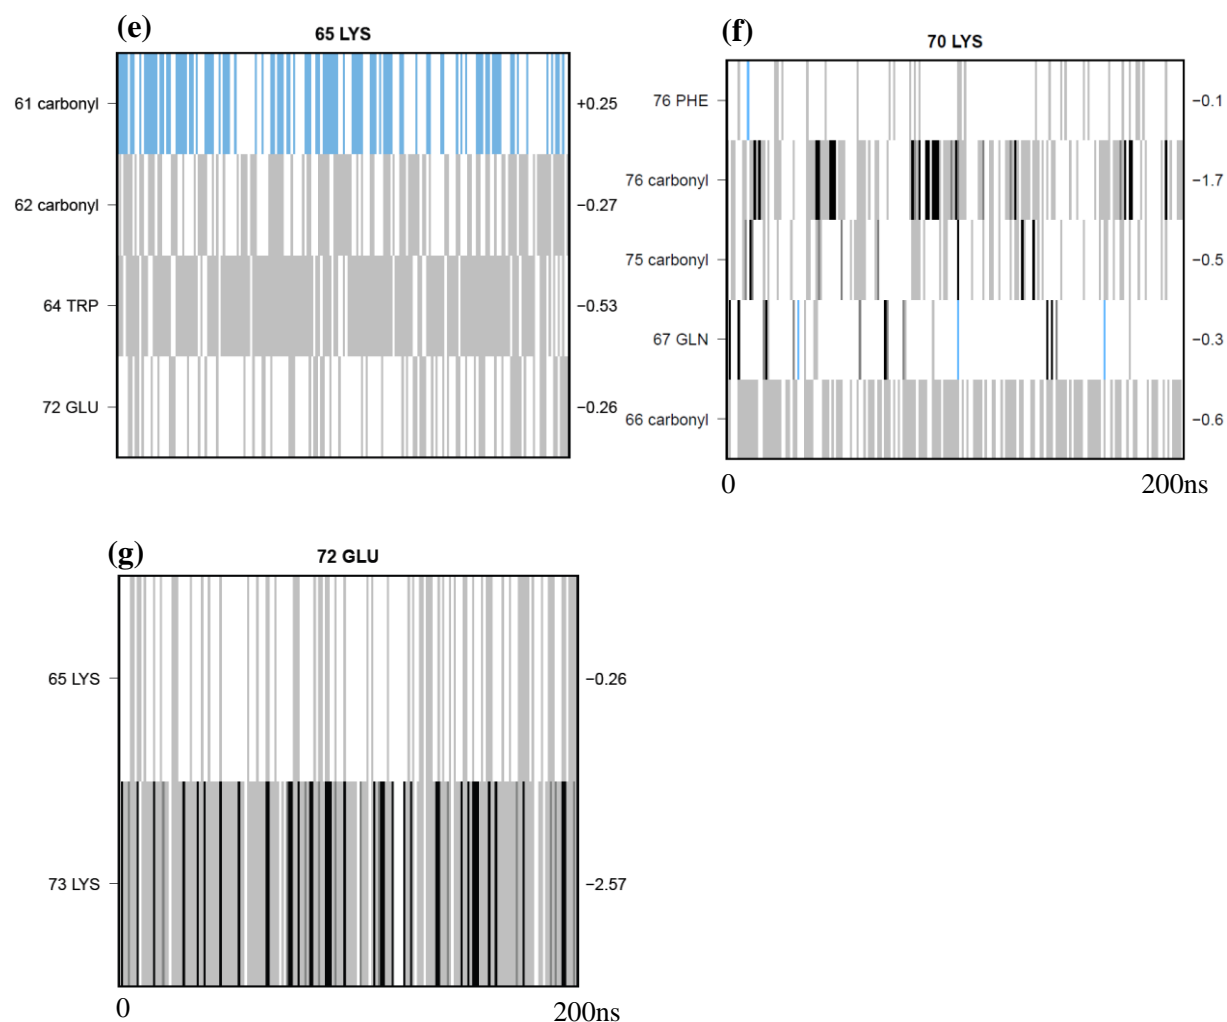 (e)
65 LYS
61 carbonyl
+0.25
62 carbonyl
−0.27
64 TRP
−0.53
72 GLU
−0.26
(f)
70 LYS
76 PHE
−0.1
76 carbonyl
−1.7
75 carbonyl
−0.5
67 GLN
−0.3
66 carbonyl
−0.6
0
200ns
(g)
72 GLU
65 LYS
−0.26
73 LYS
−2.57
0
200ns